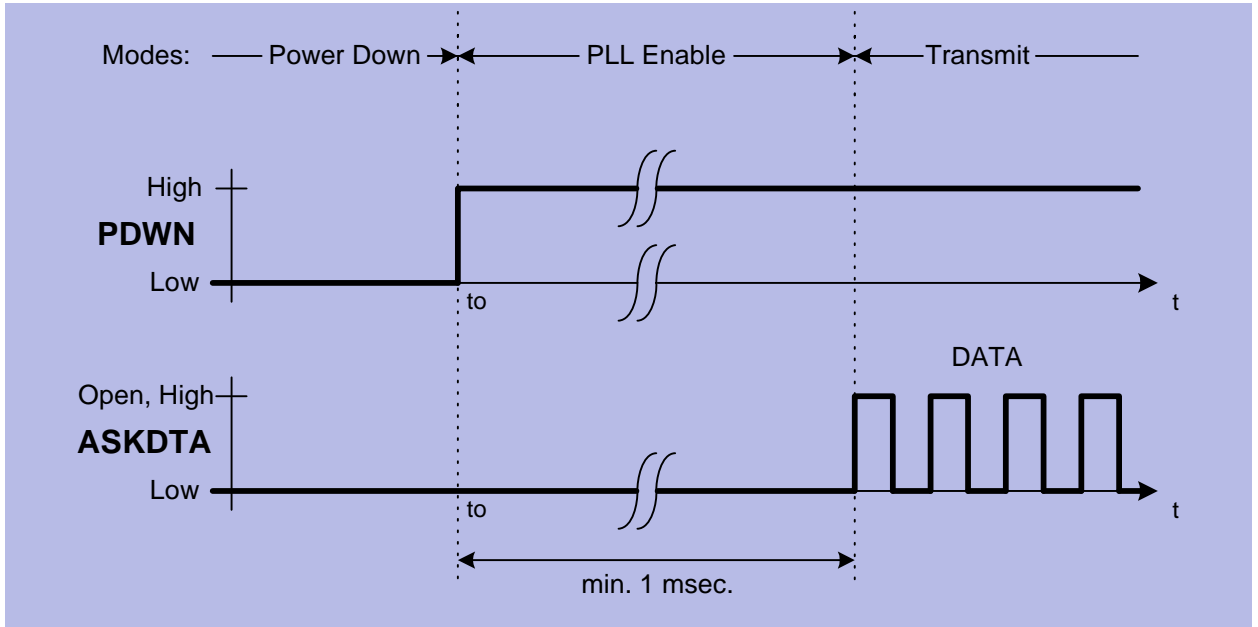 Modes: Power Down PLL Enable Transmit
High
PDWN
Low
to
t
DATA
Open, High
ASKDTA
Low
to
t
min. 1 msec.